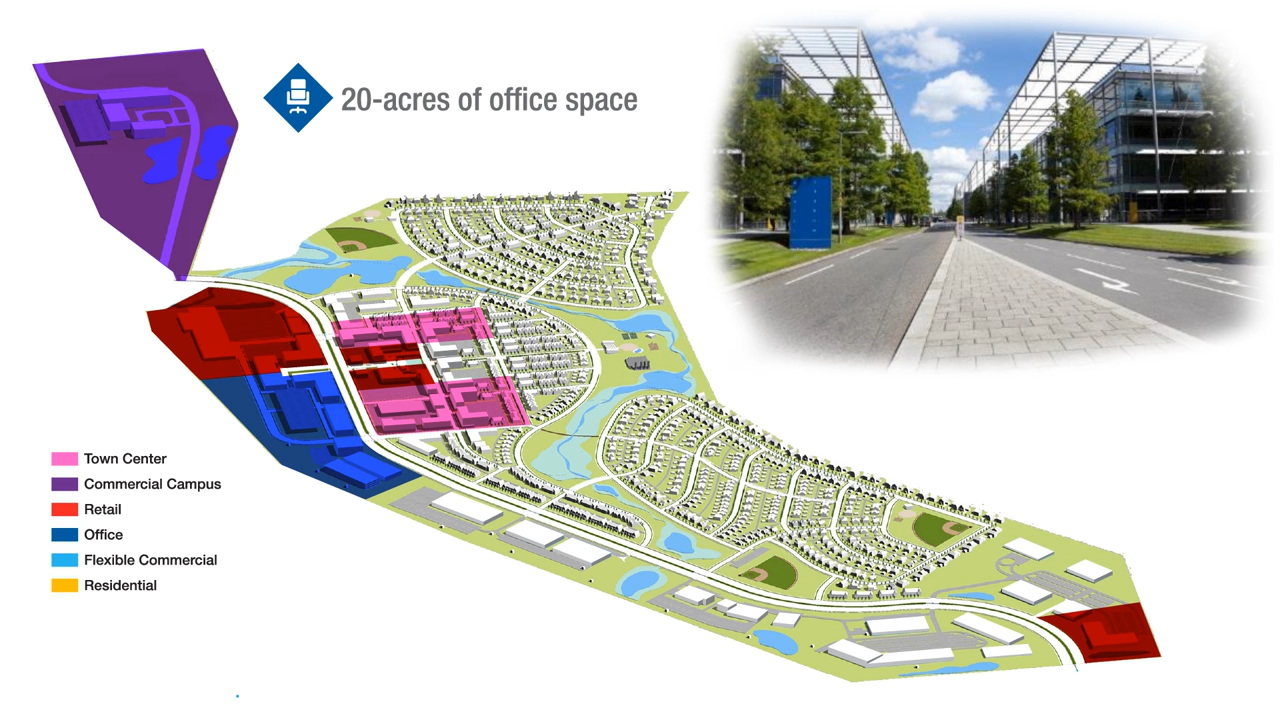 20-acres of office space
Town Center
Commercial Campus
Retail
Office
Flexible Commercial
Residential